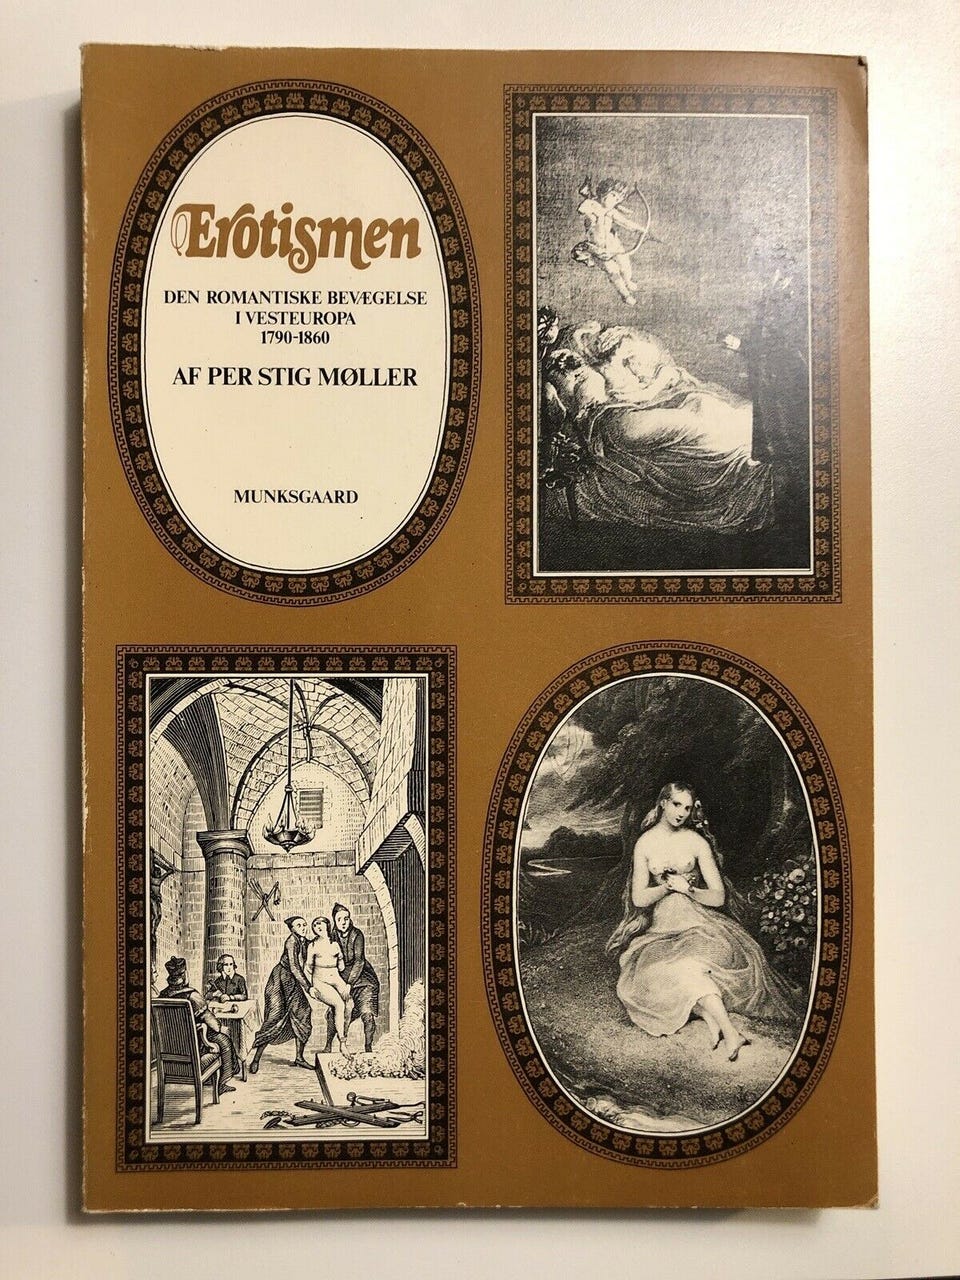 Erotismen
DEN ROMANTISKE BEVÆGELSE
I VESTEUROPA
1790-1860
AF PER STIG MØLLER
MUNKSGAARD